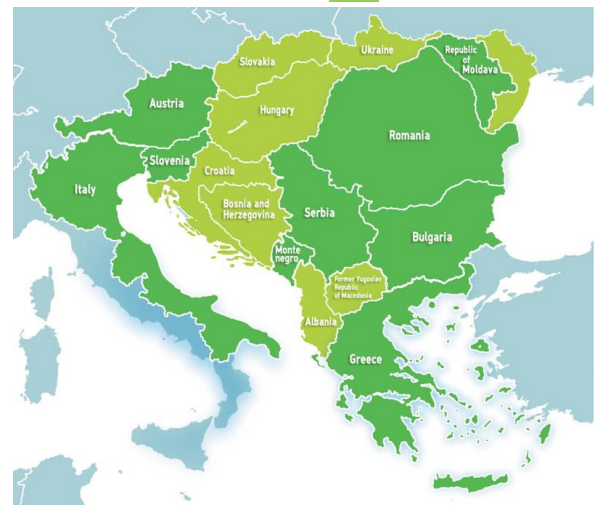 Slovakia
Ukraine
Republic
of
Moldava
Austria
Hungary
Romania
Slovenia
Croatia
Italy
Bosnia and
Herzegovina
Serbia
Bulgaria
Monte
negro
Former Yugoslav
Republic
of Macedonia
Albania
Greece